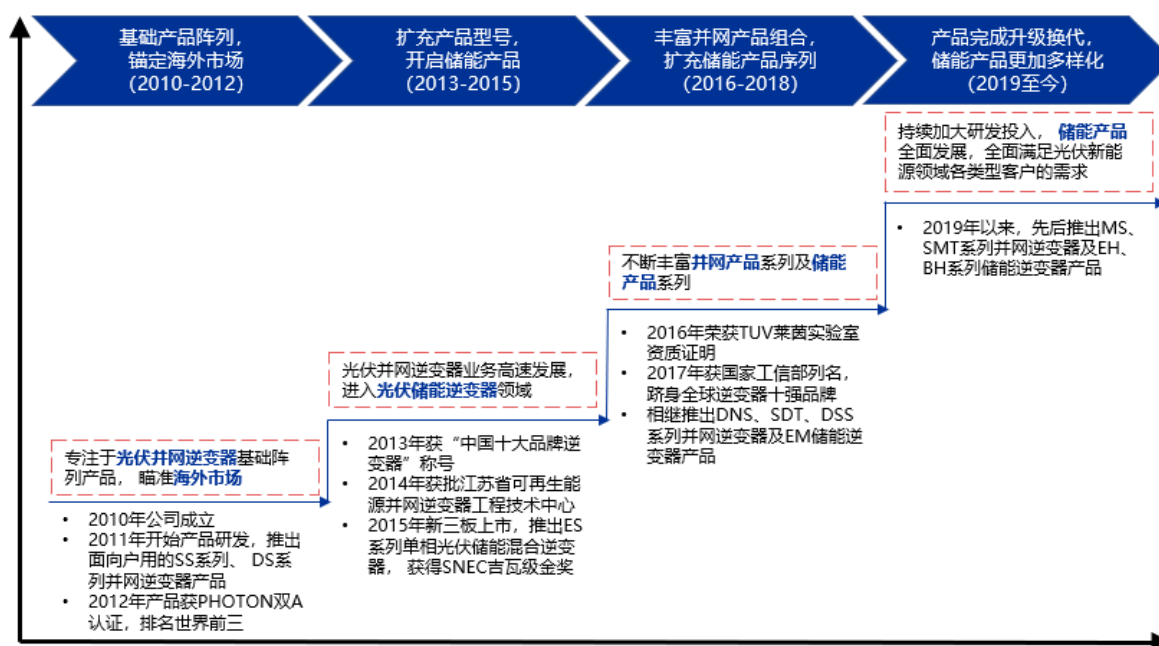 基础产品阵列，
锚定海外市场
（2010-2012）
扩充产品型号，
开启储能产品
（2013-2015）
丰富并网产品组合，
扩充储能产品序列
（2016-2018）
产品完成升级换代，
储能产品更加多样化
（2019至今）
专注于光伏并网逆变器基础阵
列产品， 瞄准海外市场
• 2010年公司成立
• 2011年开始产品研发，推出
面向户用的SS系列、 DS系
列并网逆变器产品
• 2012年产品获PHOTON双A
认证，排名世界前三
光伏并网逆变器业务高速发展，
进入光伏储能逆变器领域
• 2013年获“中国十大品牌逆
变器”称号
• 2014年获批江苏省可再生能
源并网逆变器工程技术中心
• 2015年新三板上市，推出ES
系列单相光伏储能混合逆变
器， 获得SNEC吉瓦级金奖
不断丰富并网产品系列及储能
产品系列
• 2016年荣获TUV莱茵实验室
资质证明
• 2017年获国家工信部列名，
跻身全球逆变器十强品牌
• 相继推出DNS、SDT、DSS
系列并网逆变器及EM储能逆
变器产品
持续加大研发投入， 储能产品
全面发展，全面满足光伏新能
源领域各类型客户的需求
• 2019年以来，先后推出MS、
SMT系列并网逆变器及EH、
BH系列储能逆变器产品